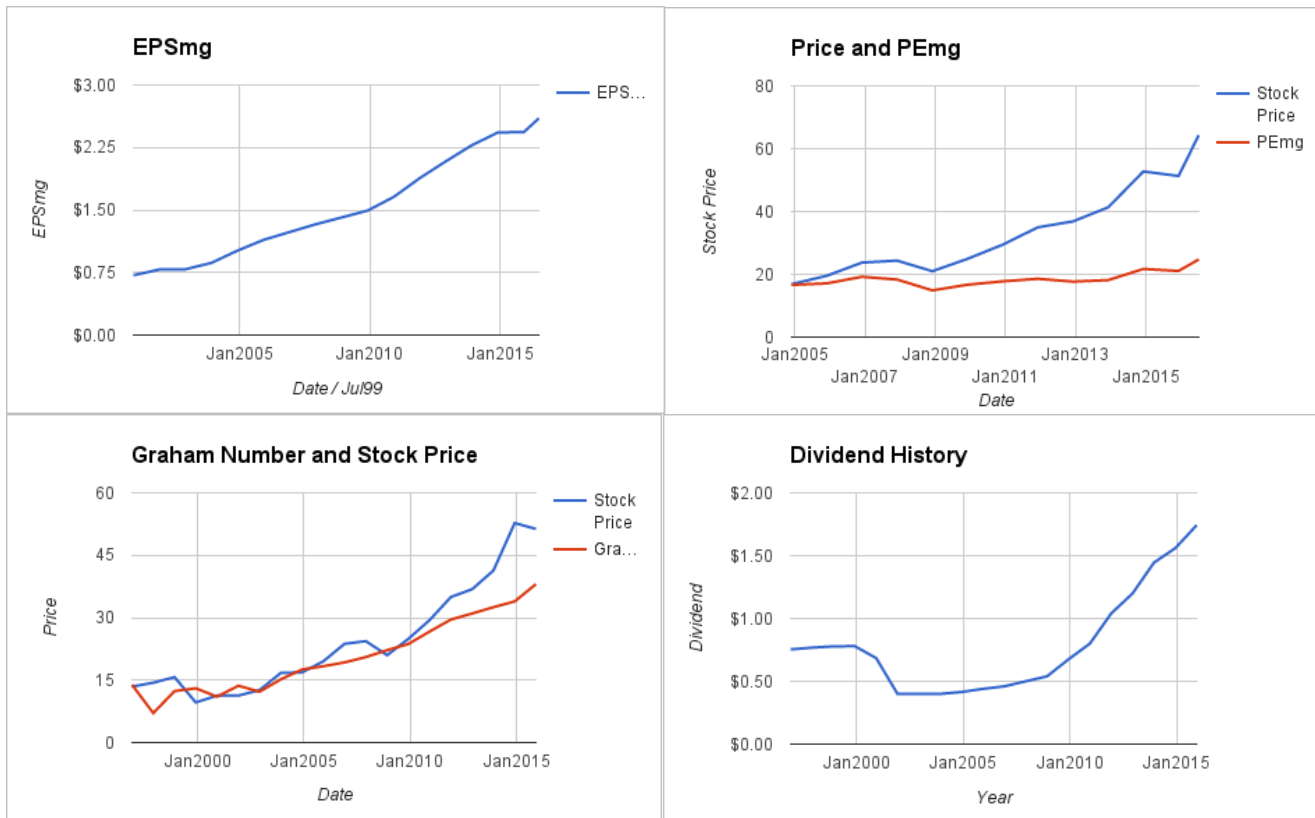 EPSmg
$3.00
$2.25
$1.50
$0.75
$0.00
EPSmg
EPS...
Jan2005 Jan2010 Jan2015
Date / Jul99
Price and PEmg
80
60
40
20
0
Stock Price
Stock
Price
PEmg
Jan2005 Jan2009 Jan2013
Jan2007 Jan2011 Jan2015
Date
Graham Number and Stock Price
60
45
30
15
0
Price
Stock
Price
Gra...
Jan2000 Jan2005 Jan2010 Jan2015
Date
Dividend History
$2.00
$1.50
$1.00
$0.50
$0.00
Dividend
Jan2000 Jan2005 Jan2010 Jan2015
Year